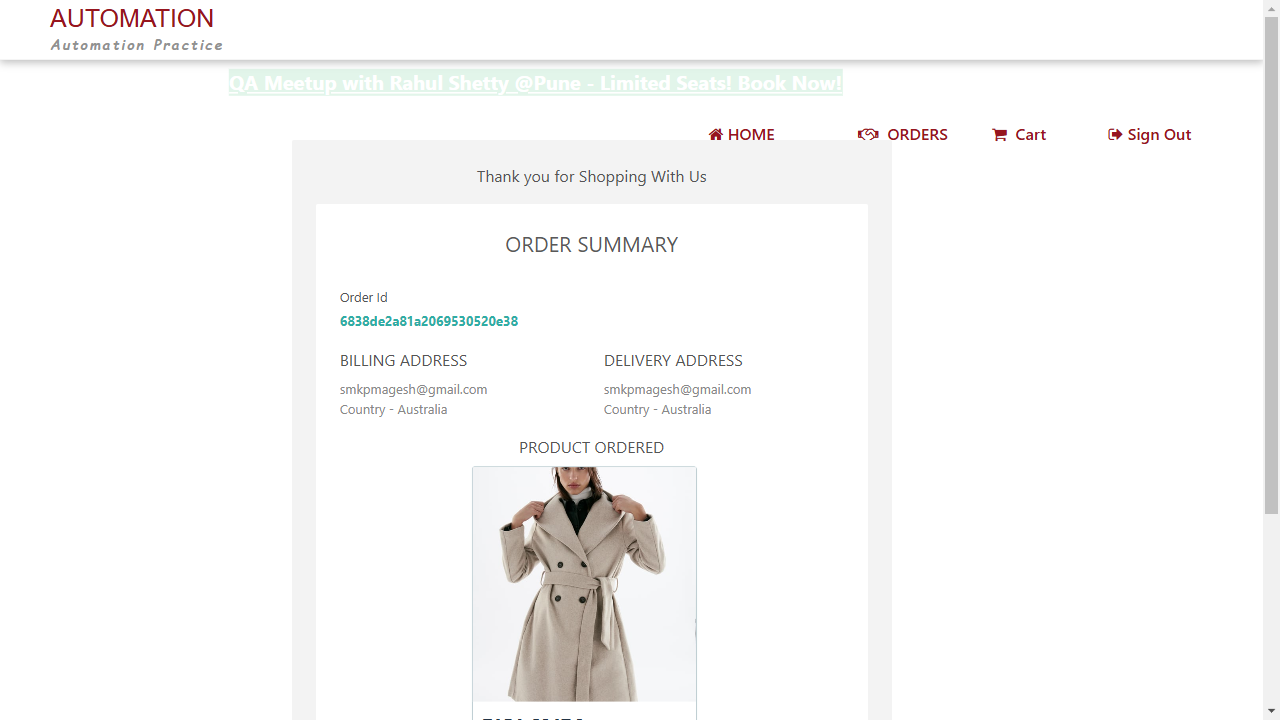 AUTOMATION
Automation Practice
QA Meetup with Rahul Shetty @Pune - Limited Seats! Book Now!
HOME ORDERS Cart Sign Out
Thank you for Shopping With Us
ORDER SUMMARY
Order Id
6838de2a81a2069530520e38
BILLING ADDRESS DELIVERY ADDRESS
smkpmagesh@gmail.com smkpmagesh@gmail.com
Country - Australia Country - Australia
PRODUCT ORDERED